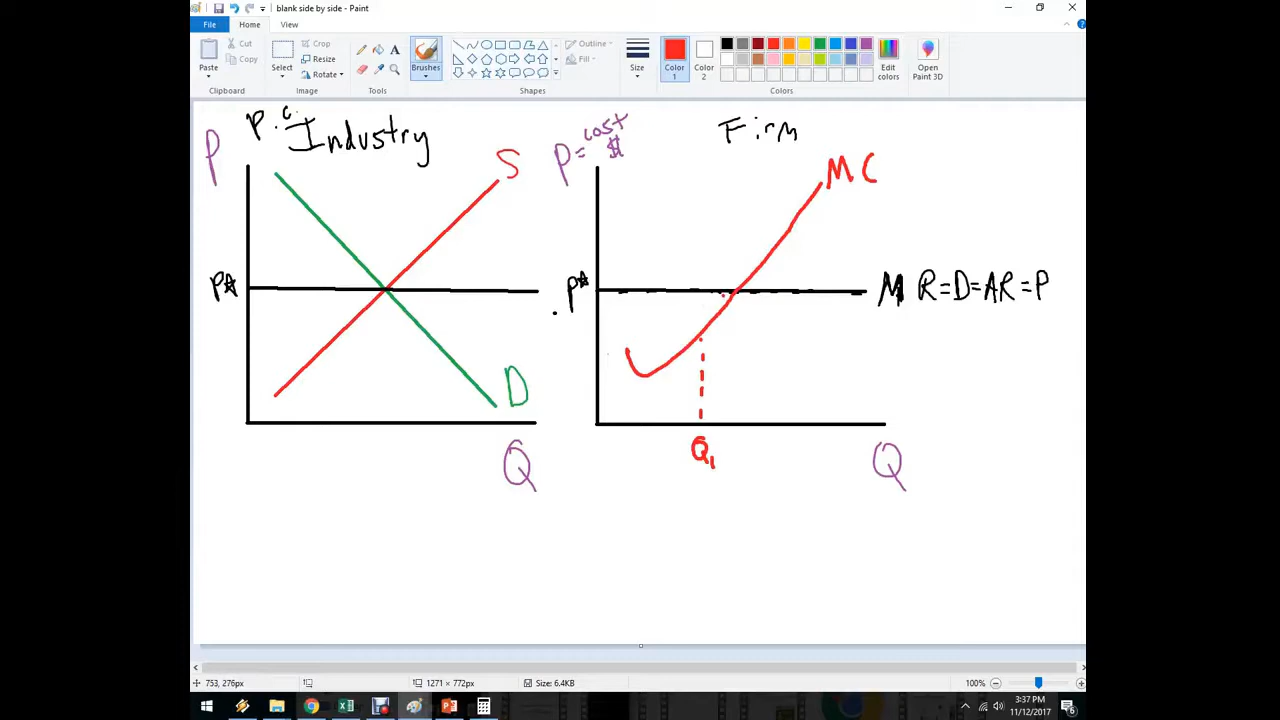 blank side by side - Paint
File Home View
Paste
Cut
Copy
Clipboard
Select
Crop
Resize
Rotate
Image
Tools
Brushes
Shapes
Outline
Fill
Size
Color 1
Color 2
Colors
Edit colors
Open Paint 3D
P.C. Industry
P
S
P*
D
Q
Firm
P= cost $
MC
P*
MR=D=AR=P
Q1
Q
753, 276px
1271 × 772px
Size: 6.4KB
100%
3:37 PM
11/12/2017